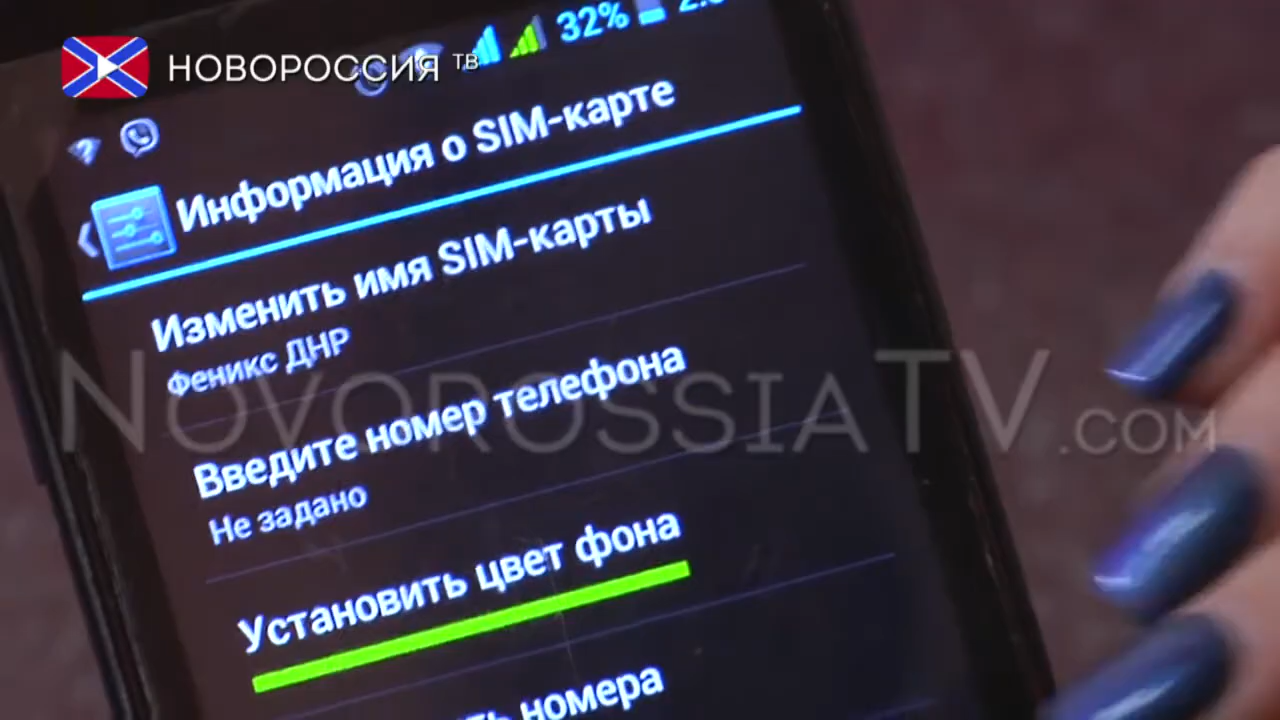 НОВОРОССИЯ ТВ
32%
Информация о SIM-карте
Изменить имя SIM-карты
Феникс ДНР
NOVOROSSIATV.COM
Введите номер телефона
Не задано
Установить цвет фона
номера